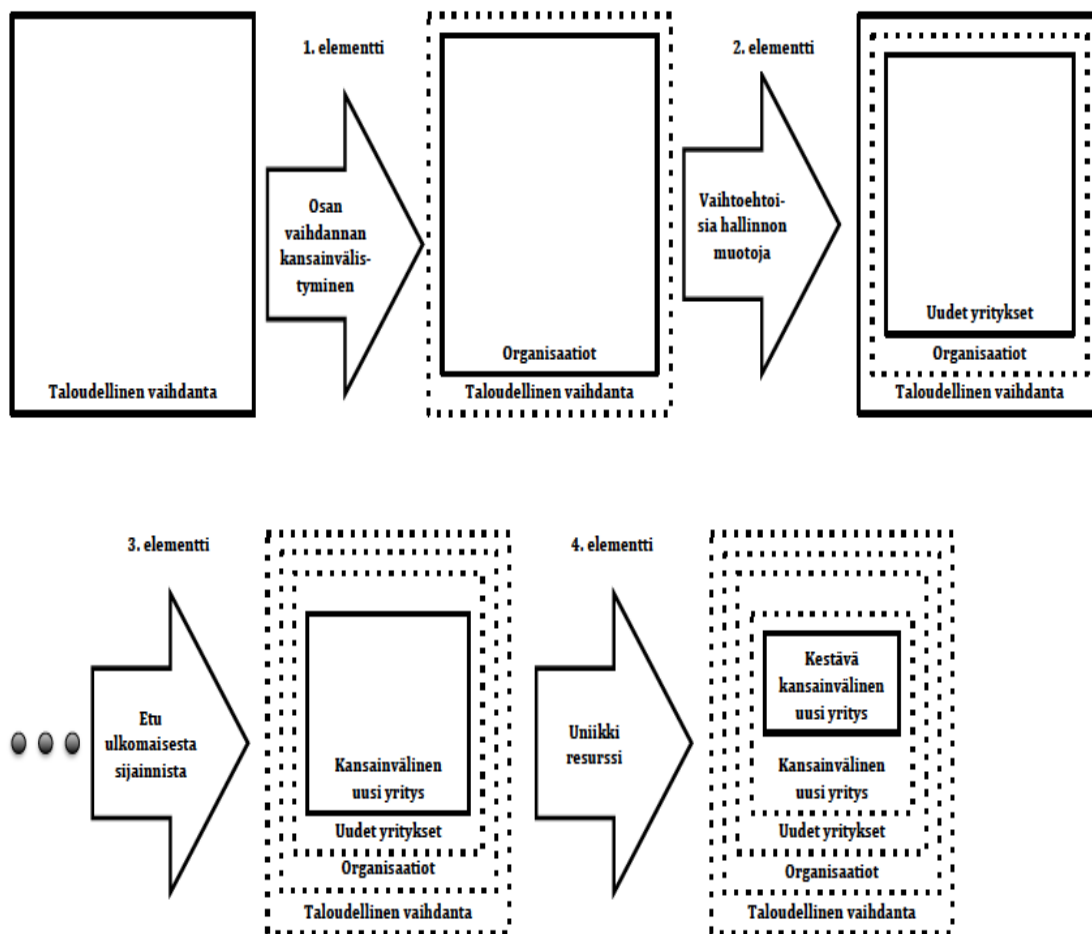 1. elementti
2. elementti
Osan
vaihdannan
kansainvälis-
tyminen
Vaihtoehtoi-
sia hallinnon
muotoja
Uudet yritykset
Organisaatiot
Organisaatiot
Taloudellinen vaihdanta
Taloudellinen vaihdanta
Taloudellinen vaihdanta
3. elementti
4. elementti
Etu
ulkomaisesta
sijainnista
Uniikki
resurssi
Kansainvälinen
uusi yritys
Uudet yritykset
Organisaatiot
Taloudellinen vaihdanta
Kestävä
kansainvälinen
uusi yritys
Kansainvälinen
uusi yritys
Uudet yritykset
Organisaatiot
Taloudellinen vaihdanta